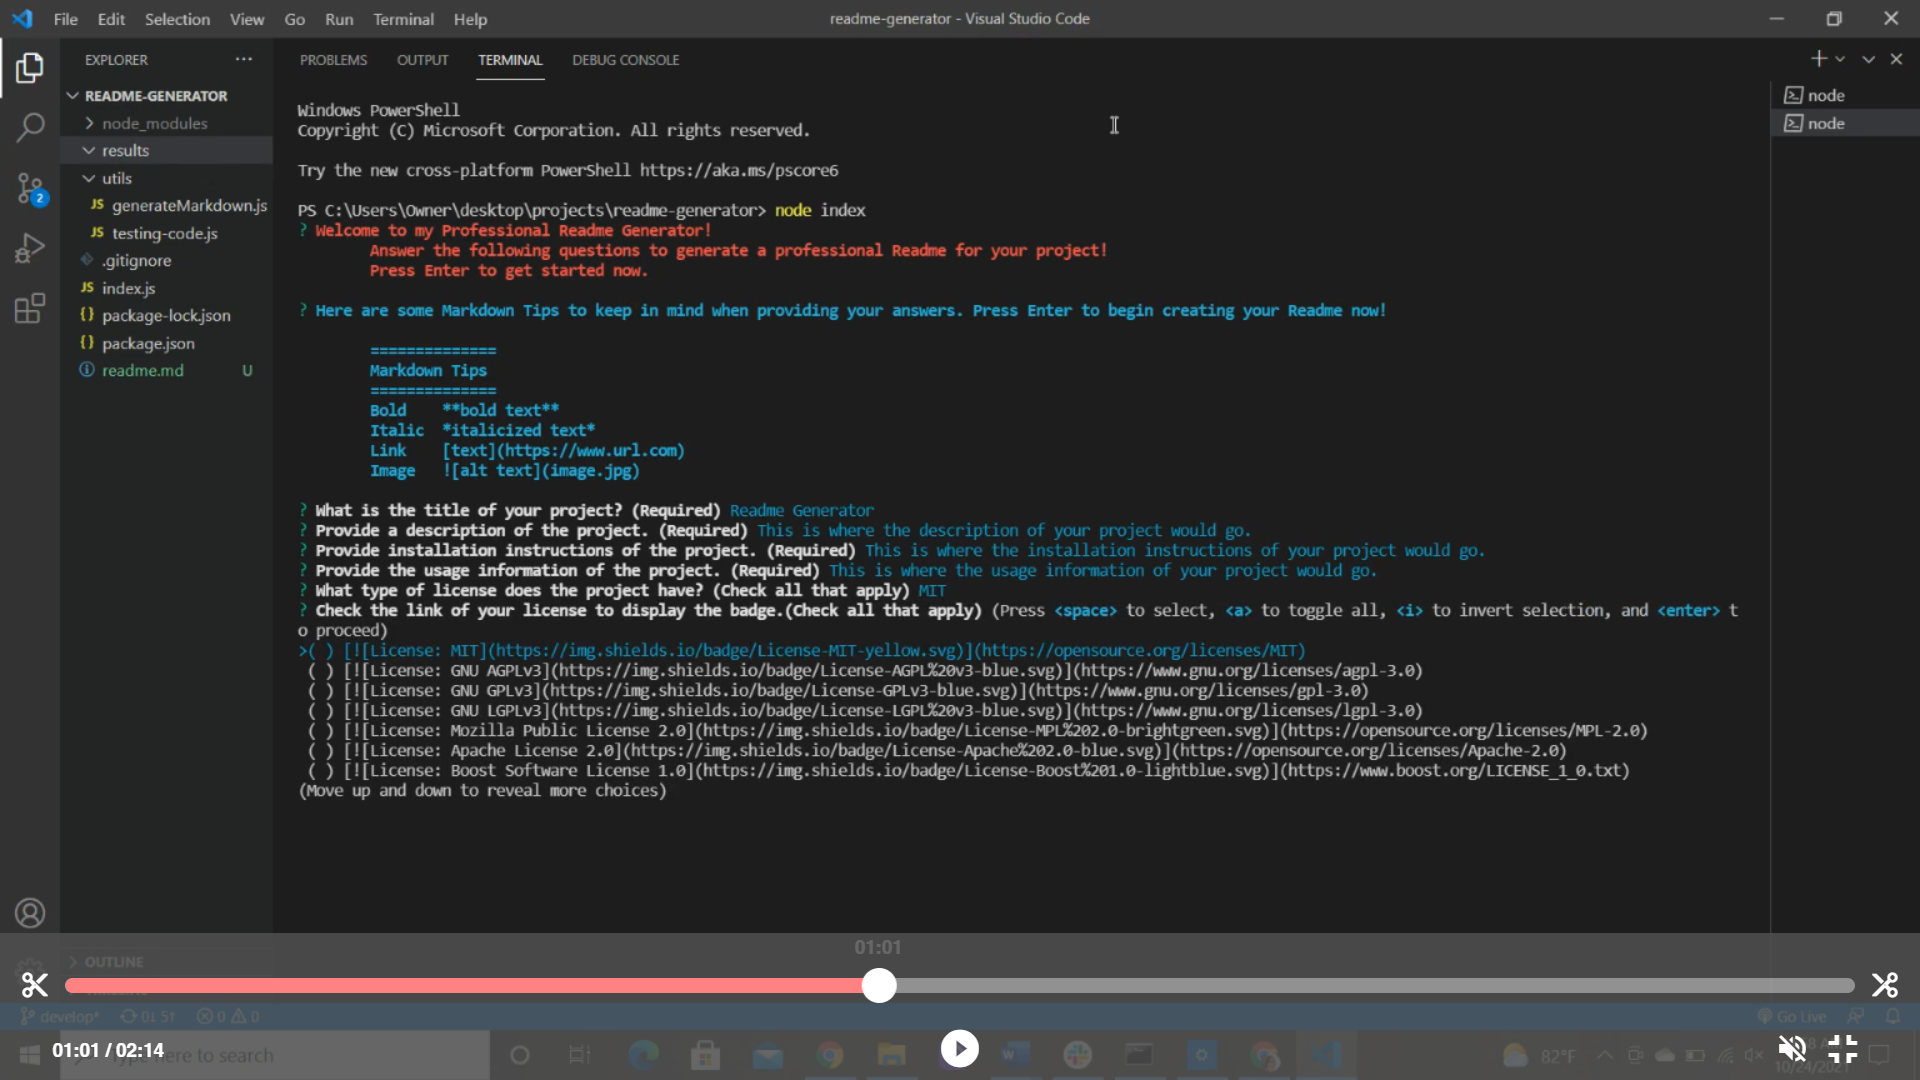 File Edit Selection View Go Run Terminal Help
readme-generator - Visual Studio Code
EXPLORER
README-GENERATOR
node_modules
results
utils
JS generateMarkdown.js
JS testing-code.js
.gitignore
JS index.js
{} package-lock.json
{} package.json
readme.md U
2
PROBLEMS OUTPUT TERMINAL DEBUG CONSOLE
node
node
Windows PowerShell
Copyright (C) Microsoft Corporation. All rights reserved.
Try the new cross-platform PowerShell https://aka.ms/pscore6
PS C:\Users\Owner\desktop\projects\readme-generator> node index
? Welcome to my Professional Readme Generator!
Answer the following questions to generate a professional Readme for your project!
Press Enter to get started now.
? Here are some Markdown Tips to keep in mind when providing your answers. Press Enter to begin creating your Readme now!
==============
Markdown Tips
==============
Bold **bold text**
Italic *italicized text*
Link [text](https://www.url.com)
Image ![alt text](image.jpg)
? What is the title of your project? (Required) Readme Generator
? Provide a description of the project. (Required) This is where the description of your project would go.
? Provide installation instructions of the project. (Required) This is where the installation instructions of your project would go.
? Provide the usage information of the project. (Required) This is where the usage information of your project would go.
? What type of license does the project have? (Check all that apply) MIT
? Check the link of your license to display the badge.(Check all that apply) (Press <space> to select, <a> to toggle all, <i> to invert selection, and <enter> t
o proceed)
>( ) [![License: MIT](https://img.shields.io/badge/License-MIT-yellow.svg)](https://opensource.org/licenses/MIT)
( ) [![License: GNU AGPLv3](https://img.shields.io/badge/License-AGPL%20v3-blue.svg)](https://www.gnu.org/licenses/agpl-3.0)
( ) [![License: GNU GPLv3](https://img.shields.io/badge/License-GPLv3-blue.svg)](https://www.gnu.org/licenses/gpl-3.0)
( ) [![License: GNU LGPLv3](https://img.shields.io/badge/License-LGPL%20v3-blue.svg)](https://www.gnu.org/licenses/lgpl-3.0)
( ) [![License: Mozilla Public License 2.0](https://img.shields.io/badge/License-MPL%202.0-brightgreen.svg)](https://opensource.org/licenses/MPL-2.0)
( ) [![License: Apache License 2.0](https://img.shields.io/badge/License-Apache%202.0-blue.svg)](https://opensource.org/licenses/Apache-2.0)
( ) [![License: Boost Software License 1.0](https://img.shields.io/badge/License-Boost%201.0-lightblue.svg)](https://www.boost.org/LICENSE_1_0.txt)
(Move up and down to reveal more choices)
01:01
OUTLINE
develop* 0↓ 5↑ 0 0 Go Live
01:01 / 02:14
here to search
82°F